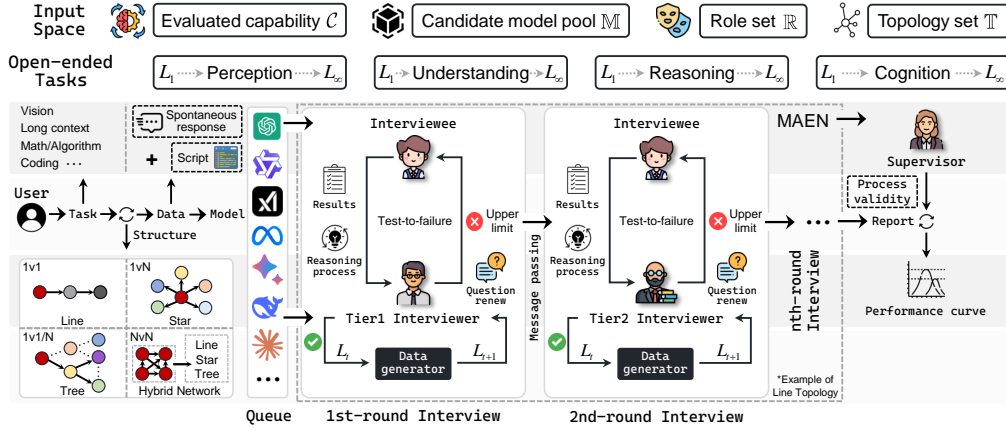 Input
Space
Evaluated capability 𝒞
Candidate model pool 𝕄
Role set ℝ
Topology set 𝕋
Open-ended
Tasks
L₁ Perception L∞
L₁ Understanding L∞
L₁ Reasoning L∞
L₁ Cognition L∞
Vision
Long context
Math/Algorithm
Coding ...
Spontaneous
response
+
Script
User
Task
Data
Model
Structure
1v1
Line
1vN
Star
1v1/N
Tree
NvN
Line
Star
Tree
Hybrid Network
...
Queue
Interviewee
Results
Reasoning
process
Test-to-failure
Upper
limit
Question
renew
Tier1 Interviewer
Lₜ
Data
generator
Lₜ₊₁
1st-round Interview
Message passing
Interviewee
Results
Reasoning
process
Test-to-failure
Upper
limit
Question
renew
Tier2 Interviewer
Lₜ
Data
generator
Lₜ₊₁
2nd-round Interview
...
nth-round
Interview
*Example of
Line Topology
MAEN
Supervisor
Process
validity
Report
Performance curve